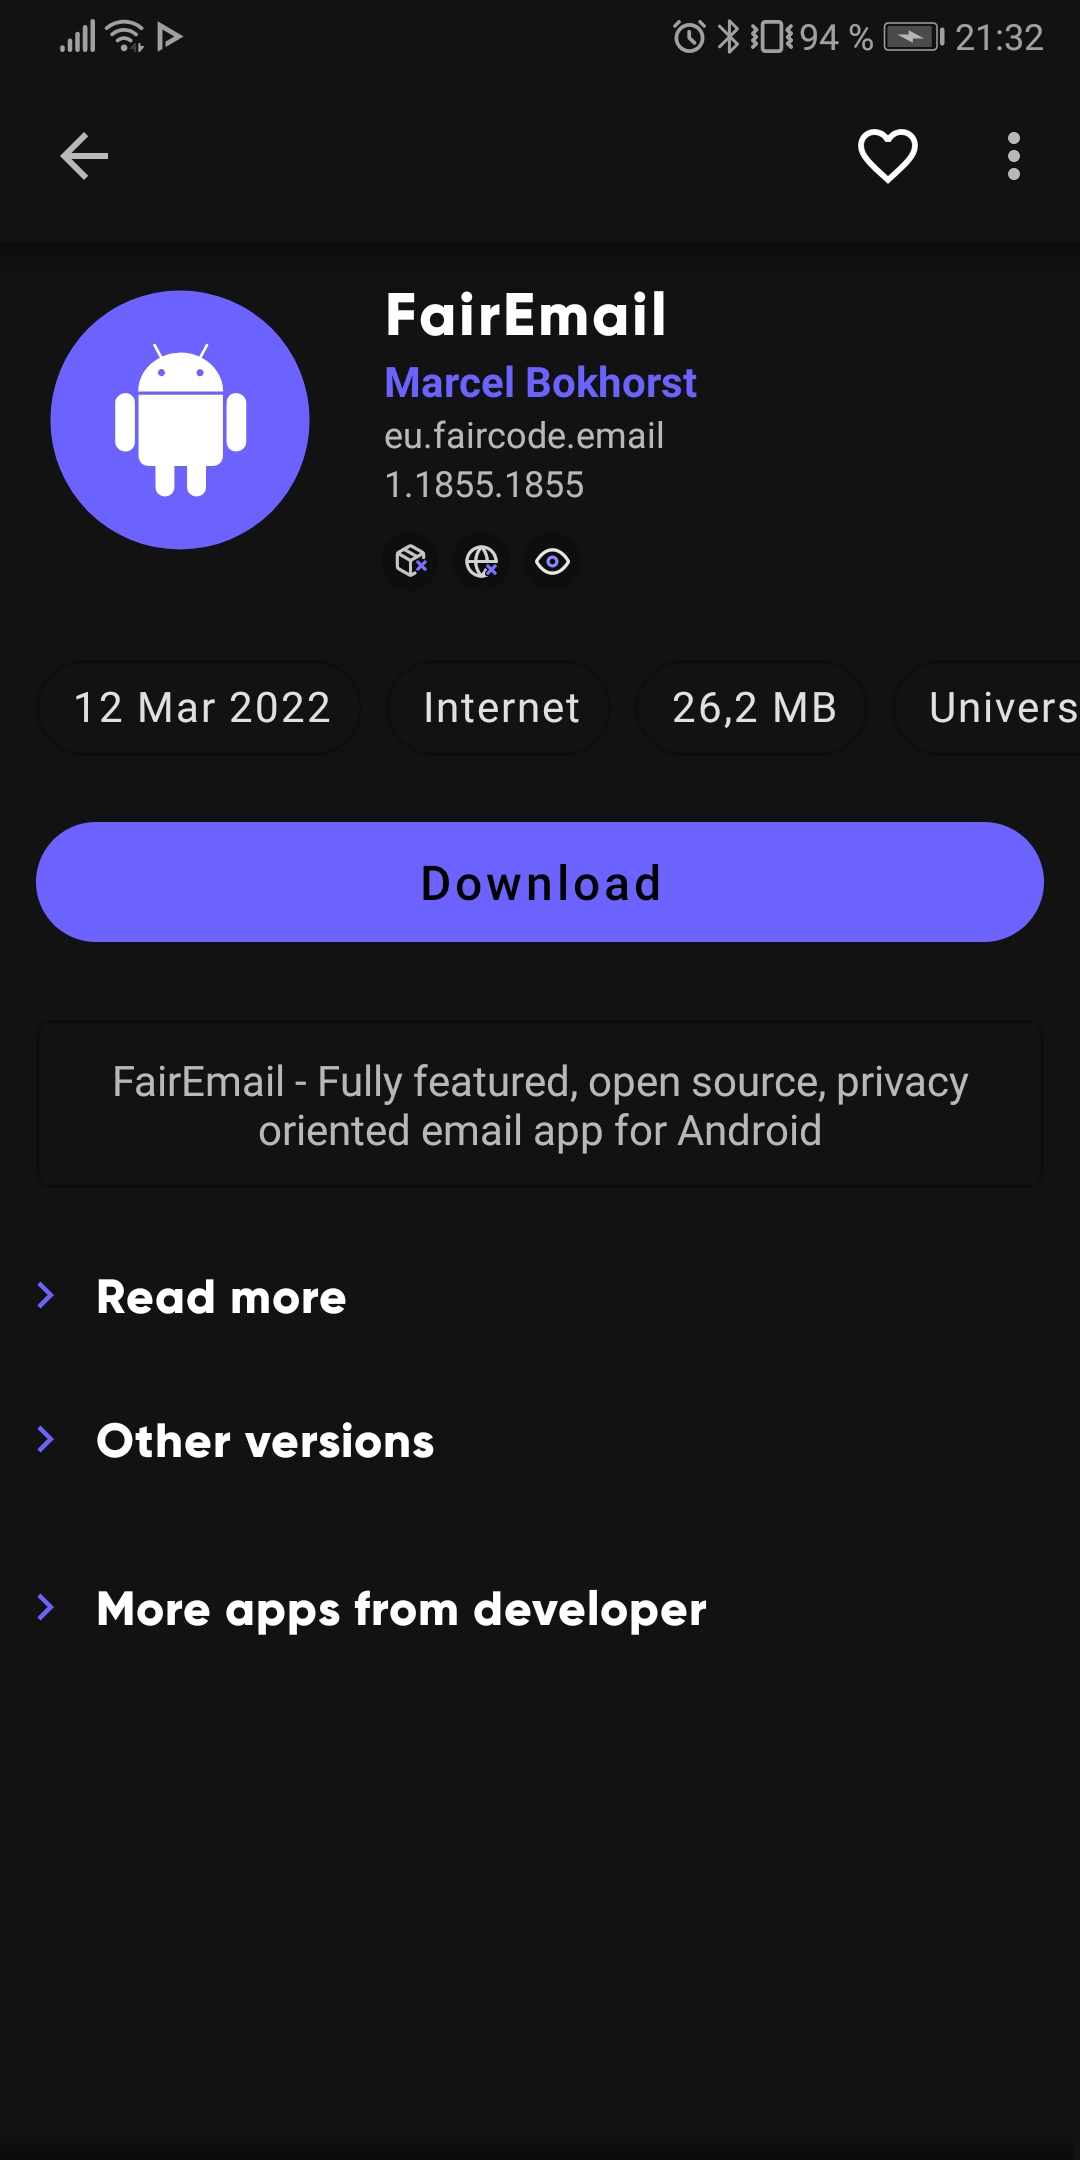 94 % 21:32
FairEmail
Marcel Bokhorst
eu.faircode.email
1.1855.1855
12 Mar 2022 Internet 26,2 MB Univers
Download
FairEmail - Fully featured, open source, privacy
oriented email app for Android
Read more
Other versions
More apps from developer